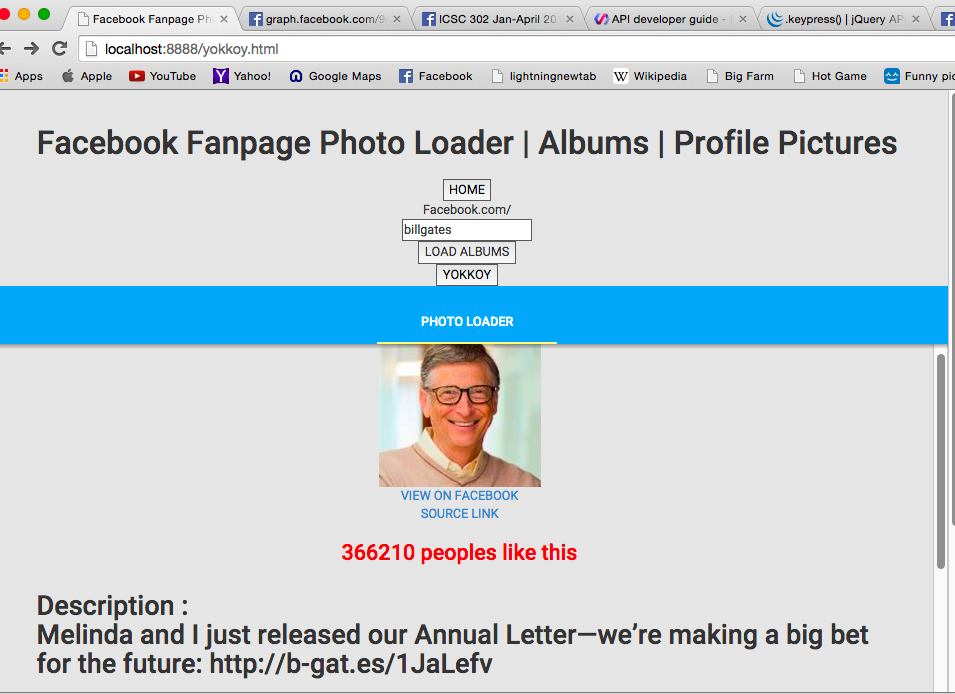 Facebook Fanpage Ph
graph.facebook.com/9
ICSC 302 Jan-April 20
API developer guide -
.keypress() | jQuery AP
localhost:8888/yokkoy.html
Apps
Apple
YouTube
Yahoo!
Google Maps
Facebook
lightningnewtab
Wikipedia
Big Farm
Hot Game
Funny pic
Facebook Fanpage Photo Loader | Albums | Profile Pictures
HOME
Facebook.com/
billgates
LOAD ALBUMS
YOKKOY
PHOTO LOADER
VIEW ON FACEBOOK
SOURCE LINK
366210 peoples like this
Description :
Melinda and I just released our Annual Letter—we’re making a big bet
for the future: http://b-gat.es/1JaLefv